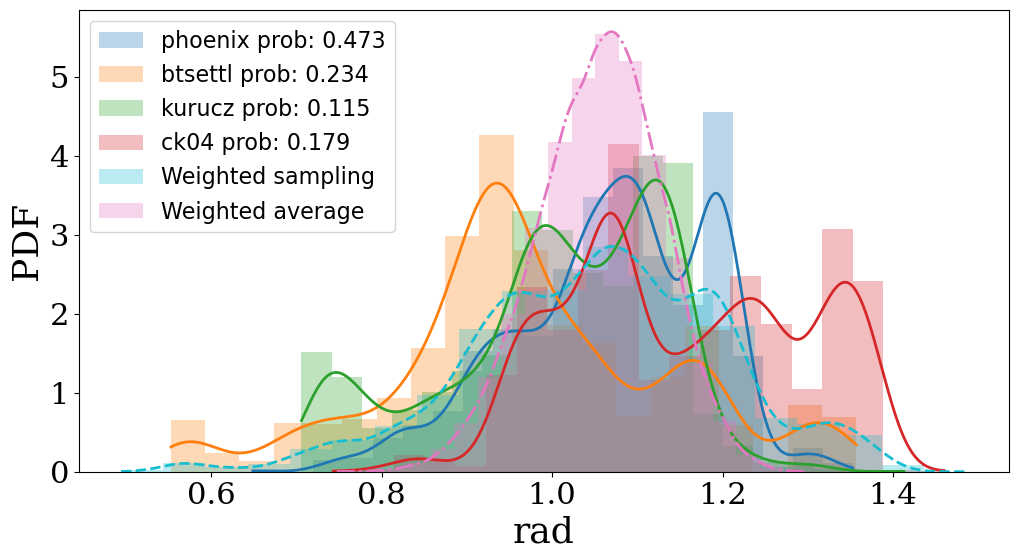 phoenix prob: 0.473
btsettl prob: 0.234
kurucz prob: 0.115
ck04 prob: 0.179
Weighted sampling
Weighted average
PDF
5
4
3
2
1
0
0.6 0.8 1.0 1.2 1.4
rad